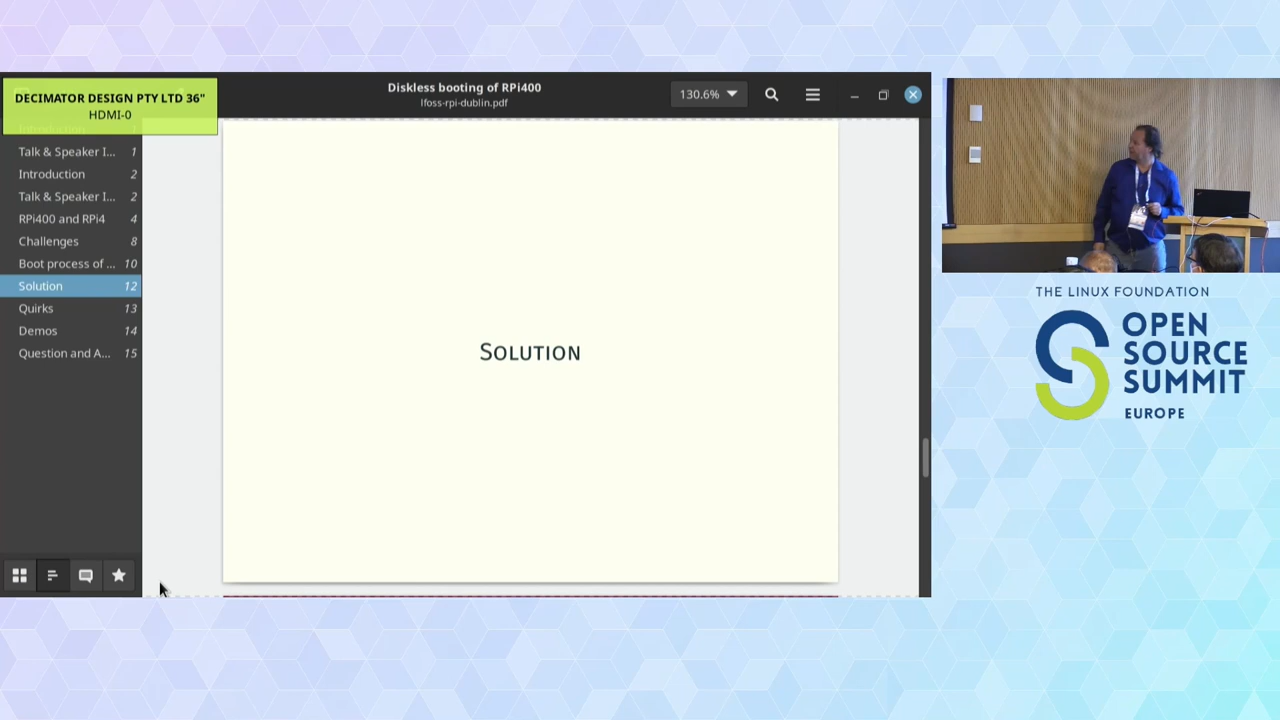 DECIMATOR DESIGN PTY LTD 36"
HDMI-0
Diskless booting of RPi400
lfoss-rpi-dublin.pdf
130.6%
Introduction 1
Talk & Speaker I... 1
Introduction 2
Talk & Speaker I... 2
RPi400 and RPi4 4
Challenges 8
Boot process of ... 10
Solution 12
Quirks 13
Demos 14
Question and A... 15
Solution
THE LINUX FOUNDATION
OPEN
SOURCE
SUMMIT
EUROPE